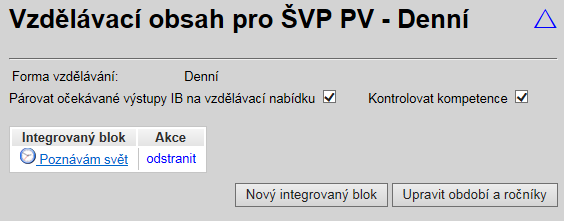 Vzdělávací obsah pro ŠVP PV - Denní
Forma vzdělávání: Denní
Párovat očekávané výstupy IB na vzdělávací nabídku Kontrolovat kompetence
Integrovaný blok Akce
Poznávám svět odstranit
Nový integrovaný blok Upravit období a ročníky